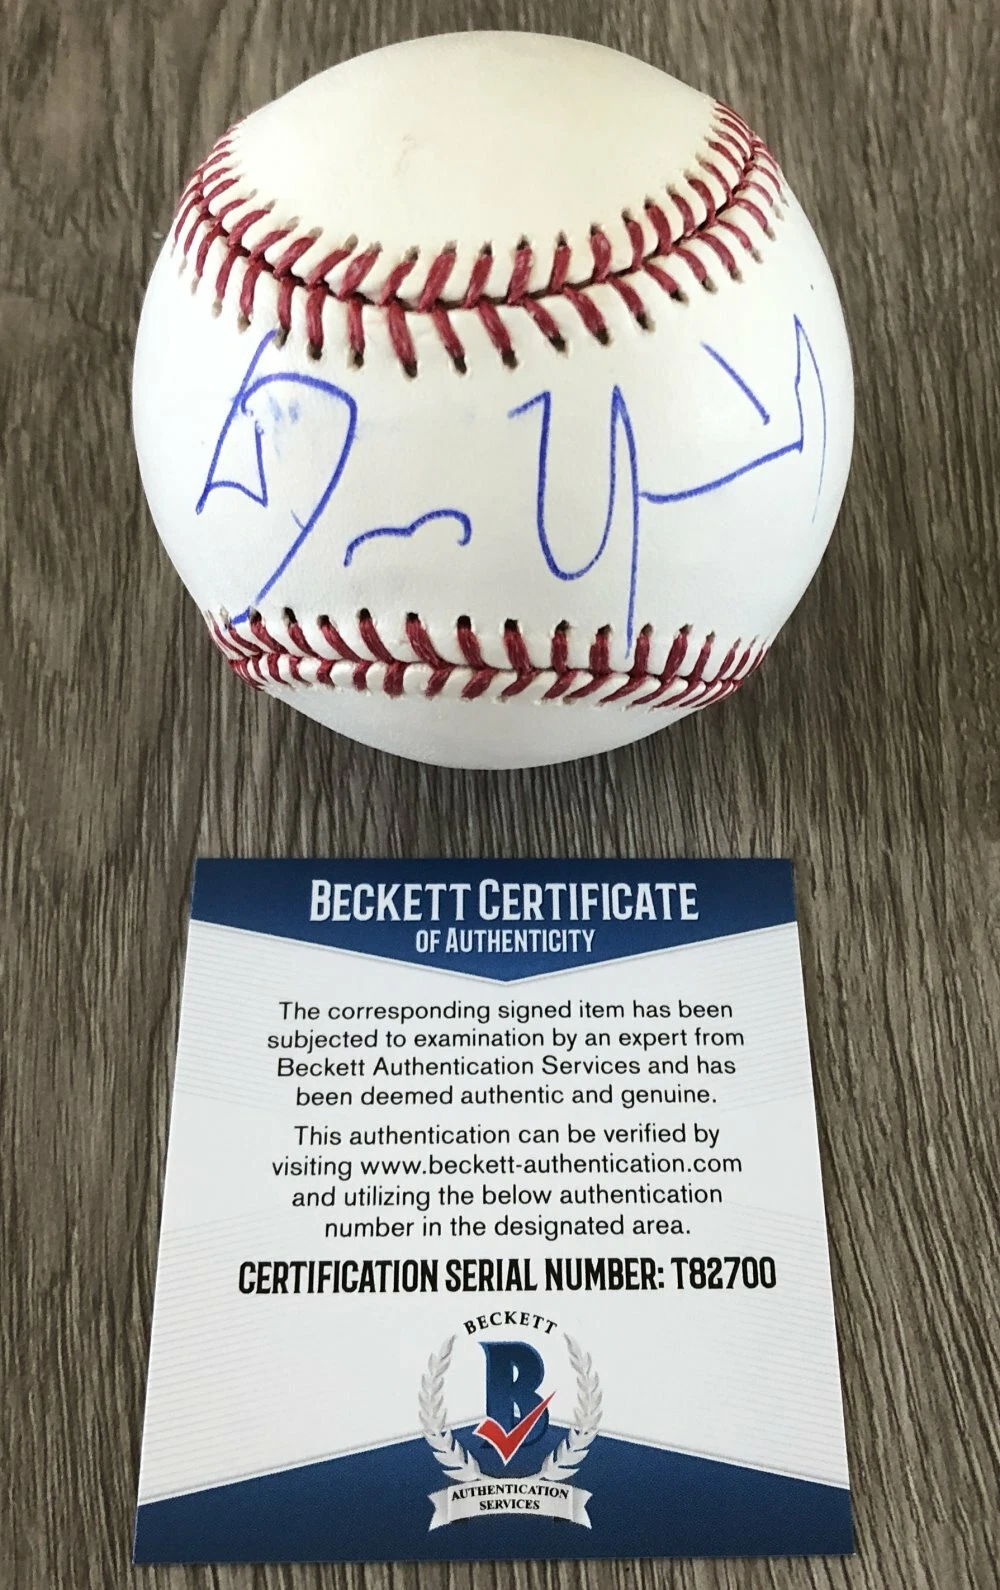 BECKETT CERTIFICATE
OF AUTHENTICITY
The corresponding signed item has been
subjected to examination by an expert from
Beckett Authentication Services and has
been deemed authentic and genuine.
This authentication can be verified by
visiting www.beckett-authentication.com
and utilizing the below authentication
number in the designated area.
CERTIFICATION SERIAL NUMBER: T82700
BECKETT
B
AUTHENTICATION
SERVICES